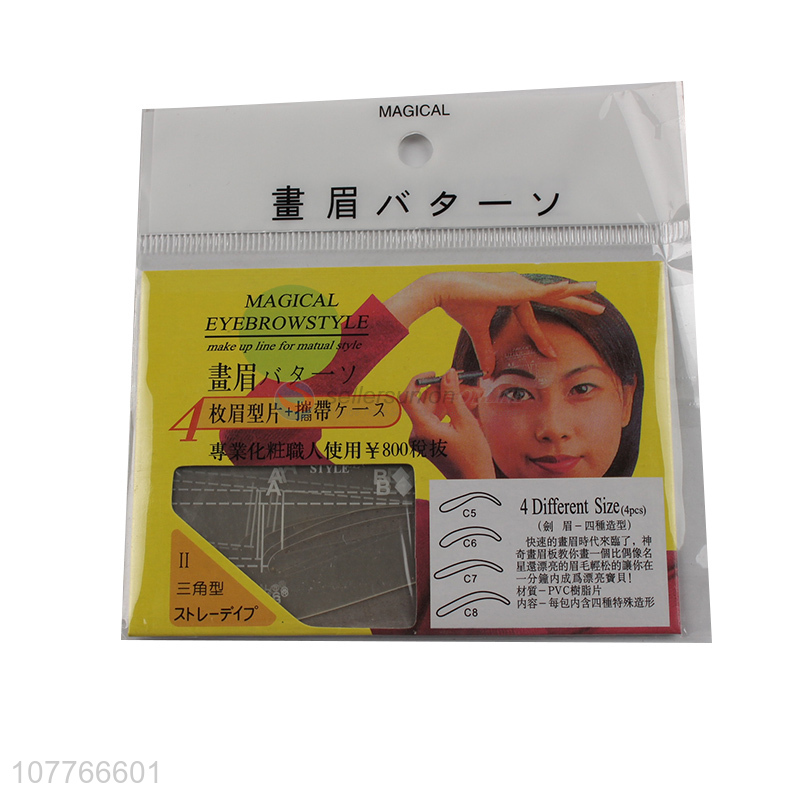 MAGICAL
畫眉バターソ
MAGICAL
EYEBROWSTYLE
make up line for matual style
畫眉バターソ
4枚眉型片+攜帶ケース
專業化粧職人使用￥800稅抜
STYLE
A
B
A
B
II
三角型
ストレーデイプ
C5
C6
C7
C8
4 Different Size(4pcs)
(劍 眉－四種造型)
快速的畫眉時代來臨了，神
奇畫眉板教你畫一個比偶像名
星還漂亮的眉毛輕松的讓你在
一分鐘内成爲漂亮寶貝！
材質－PVC樹脂片
内容－每包内含四種特殊造形
sellersunion
107766601